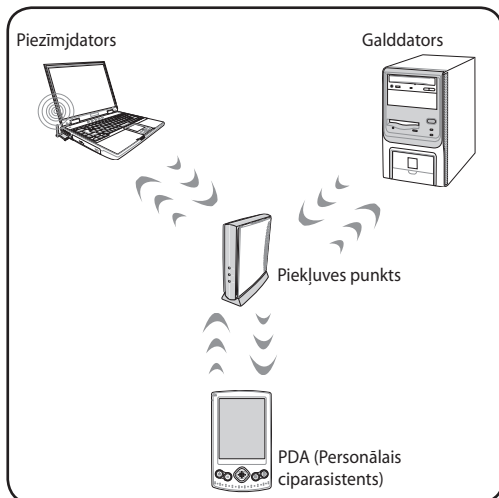 Piezīmjdators
Galddators
Piekļuves punkts
PDA (Personālais
ciparasistents)